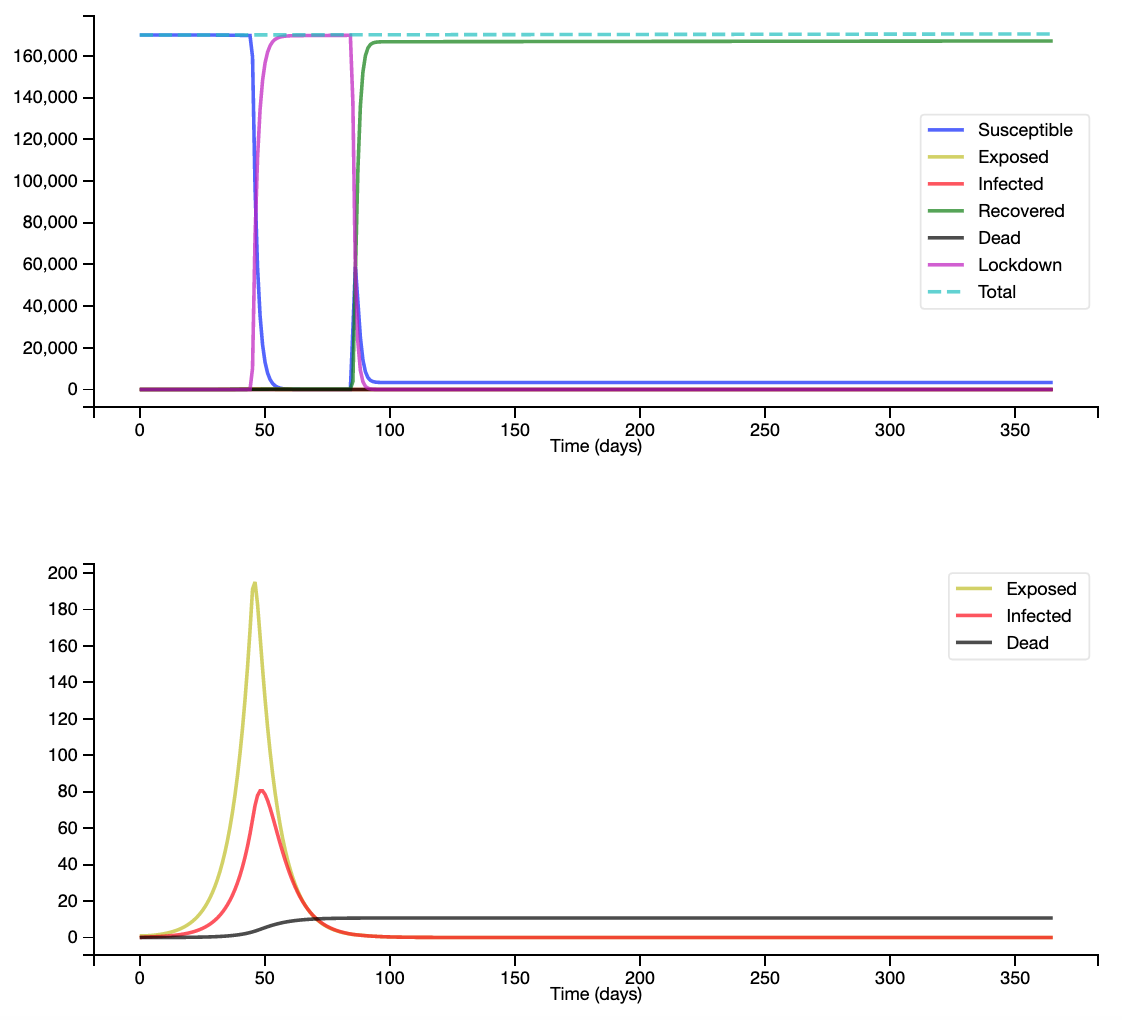 160,000
140,000
120,000
100,000
80,000
60,000
40,000
20,000
0
Susceptible
Exposed
Infected
Recovered
Dead
Lockdown
Total
0 50 100 150 200 250 300 350
Time (days)
200
180
160
140
120
100
80
60
40
20
0
Exposed
Infected
Dead
0 50 100 150 200 250 300 350
Time (days)